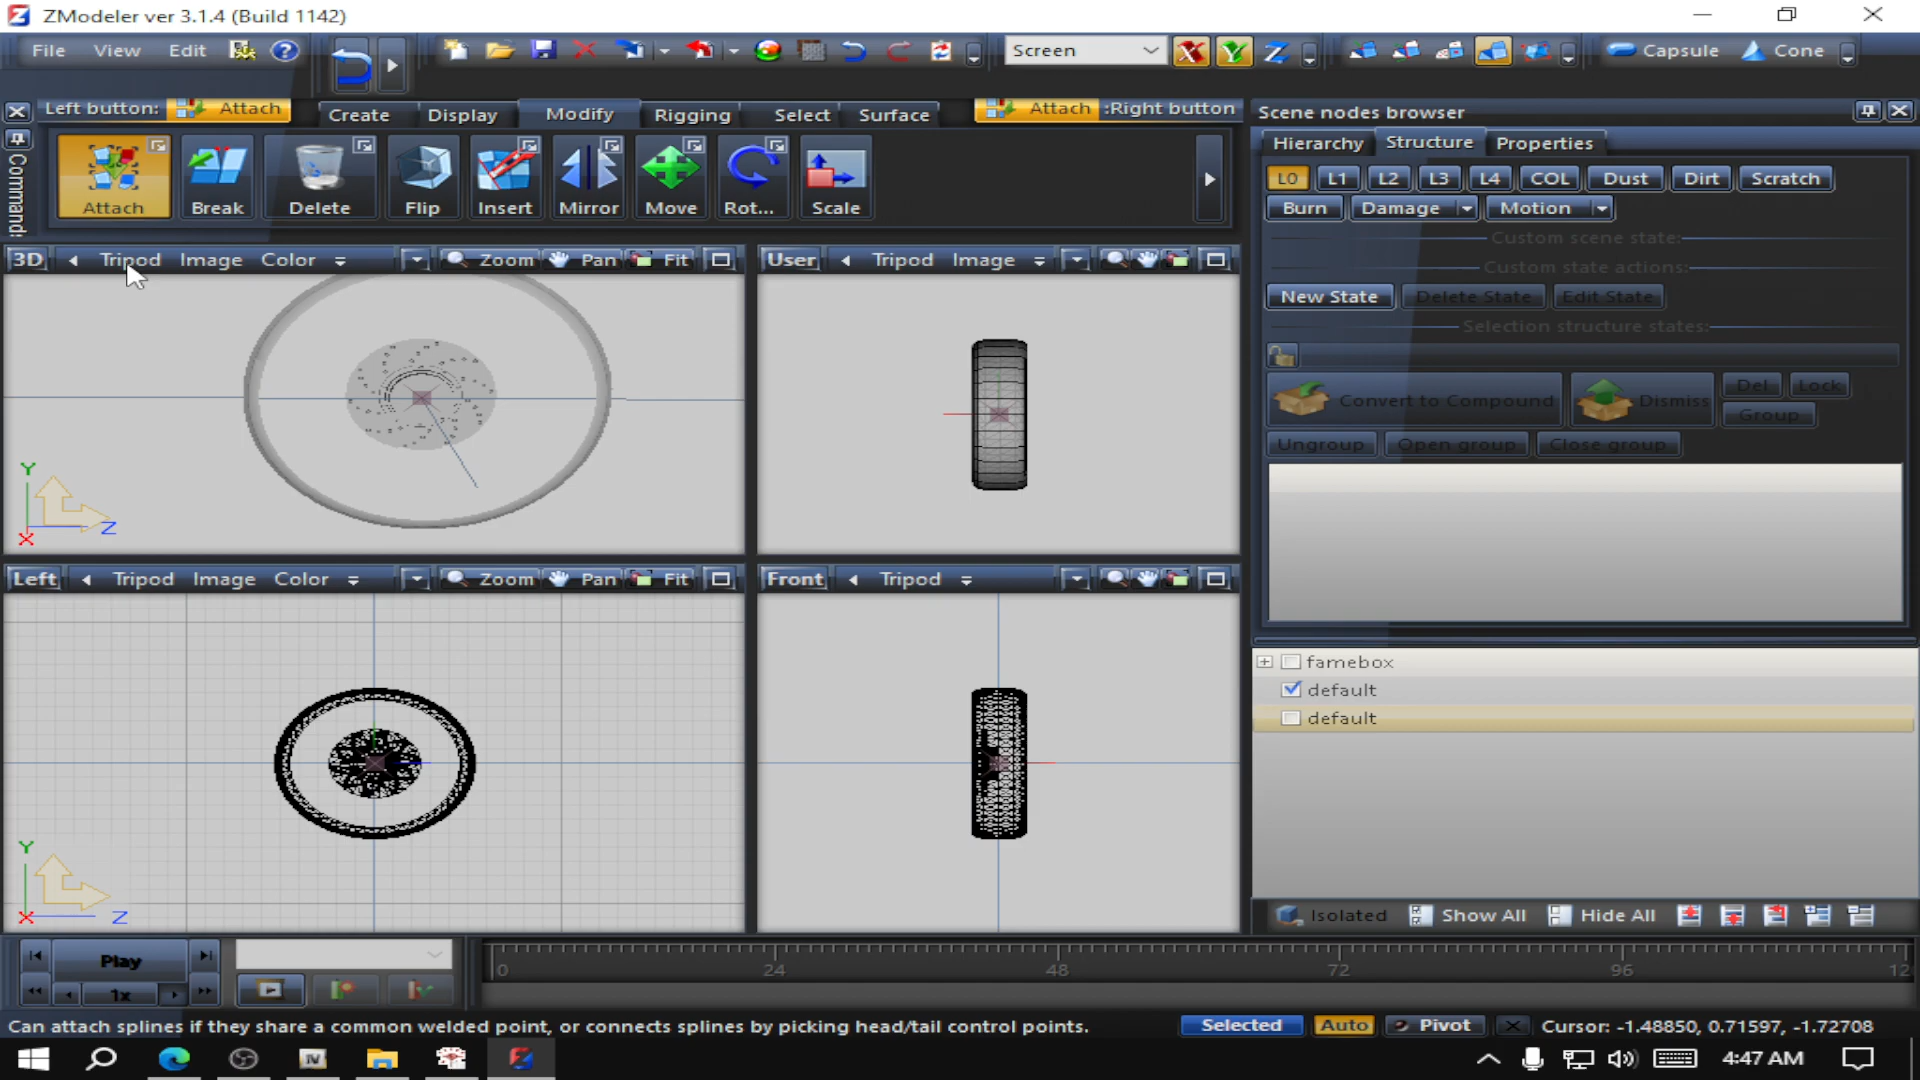 ZModeler ver 3.1.4 (Build 1142)
File View Edit
Screen
Capsule Cone
Left button: Attach
Create Display Modify Rigging Select Surface
Attach :Right button
Commands
Attach Break Delete Flip Insert Mirror Move Rot... Scale
Scene nodes browser
Hierarchy Structure Properties
L0 L1 L2 L3 L4 COL Dust Dirt Scratch
Burn Damage Motion
Custom scene state:
Custom state actions:
New State Delete State Edit State
Selection structure states:
Convert to Compound Dismiss Del Lock
Group
Ungroup Open group Close group
3D Tripod Image Color Zoom Pan Fit
User Tripod Image
Y
Z
X
Left Tripod Image Color Zoom Pan Fit
Front Tripod
Y
Z
X
famebox
default
default
Isolated Show All Hide All
Play
1x
0 24 48 72 96 12
Can attach splines if they share a common welded point, or connects splines by picking head/tail control points.
Selected Auto Pivot Cursor: -1.48850, 0.71597, -1.72708
IV
4:47 AM